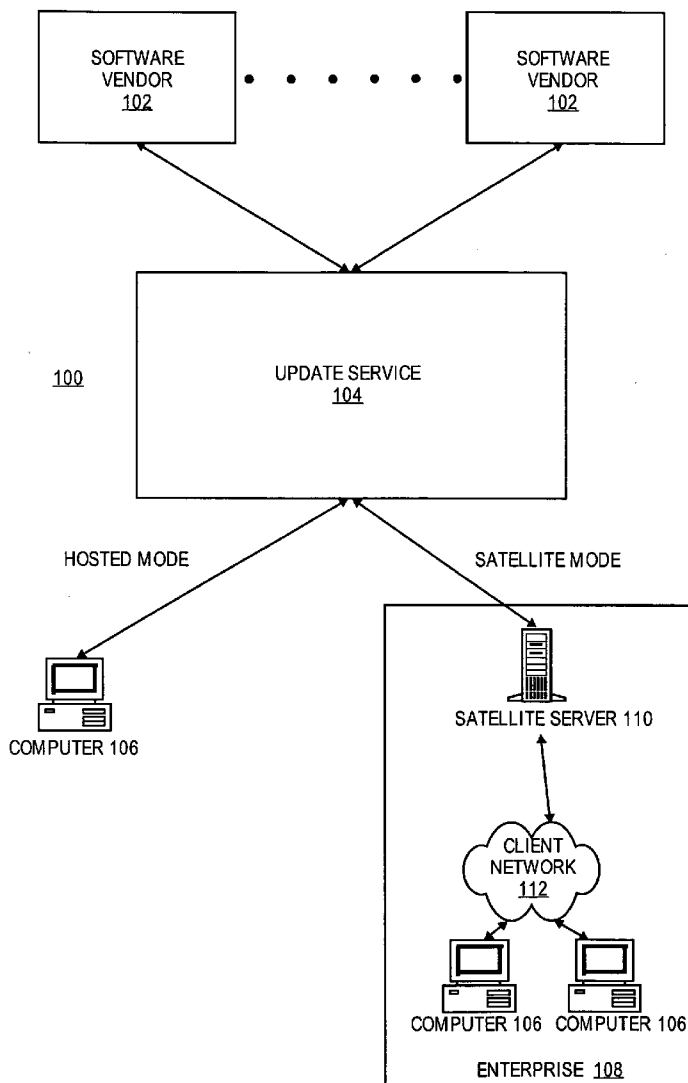 SOFTWARE
VENDOR
102
SOFTWARE
VENDOR
102
100
UPDATE SERVICE
104
HOSTED MODE
SATELLITE MODE
COMPUTER 106
SATELLITE SERVER 110
CLIENT
NETWORK
112
COMPUTER 106
COMPUTER 106
ENTERPRISE 108